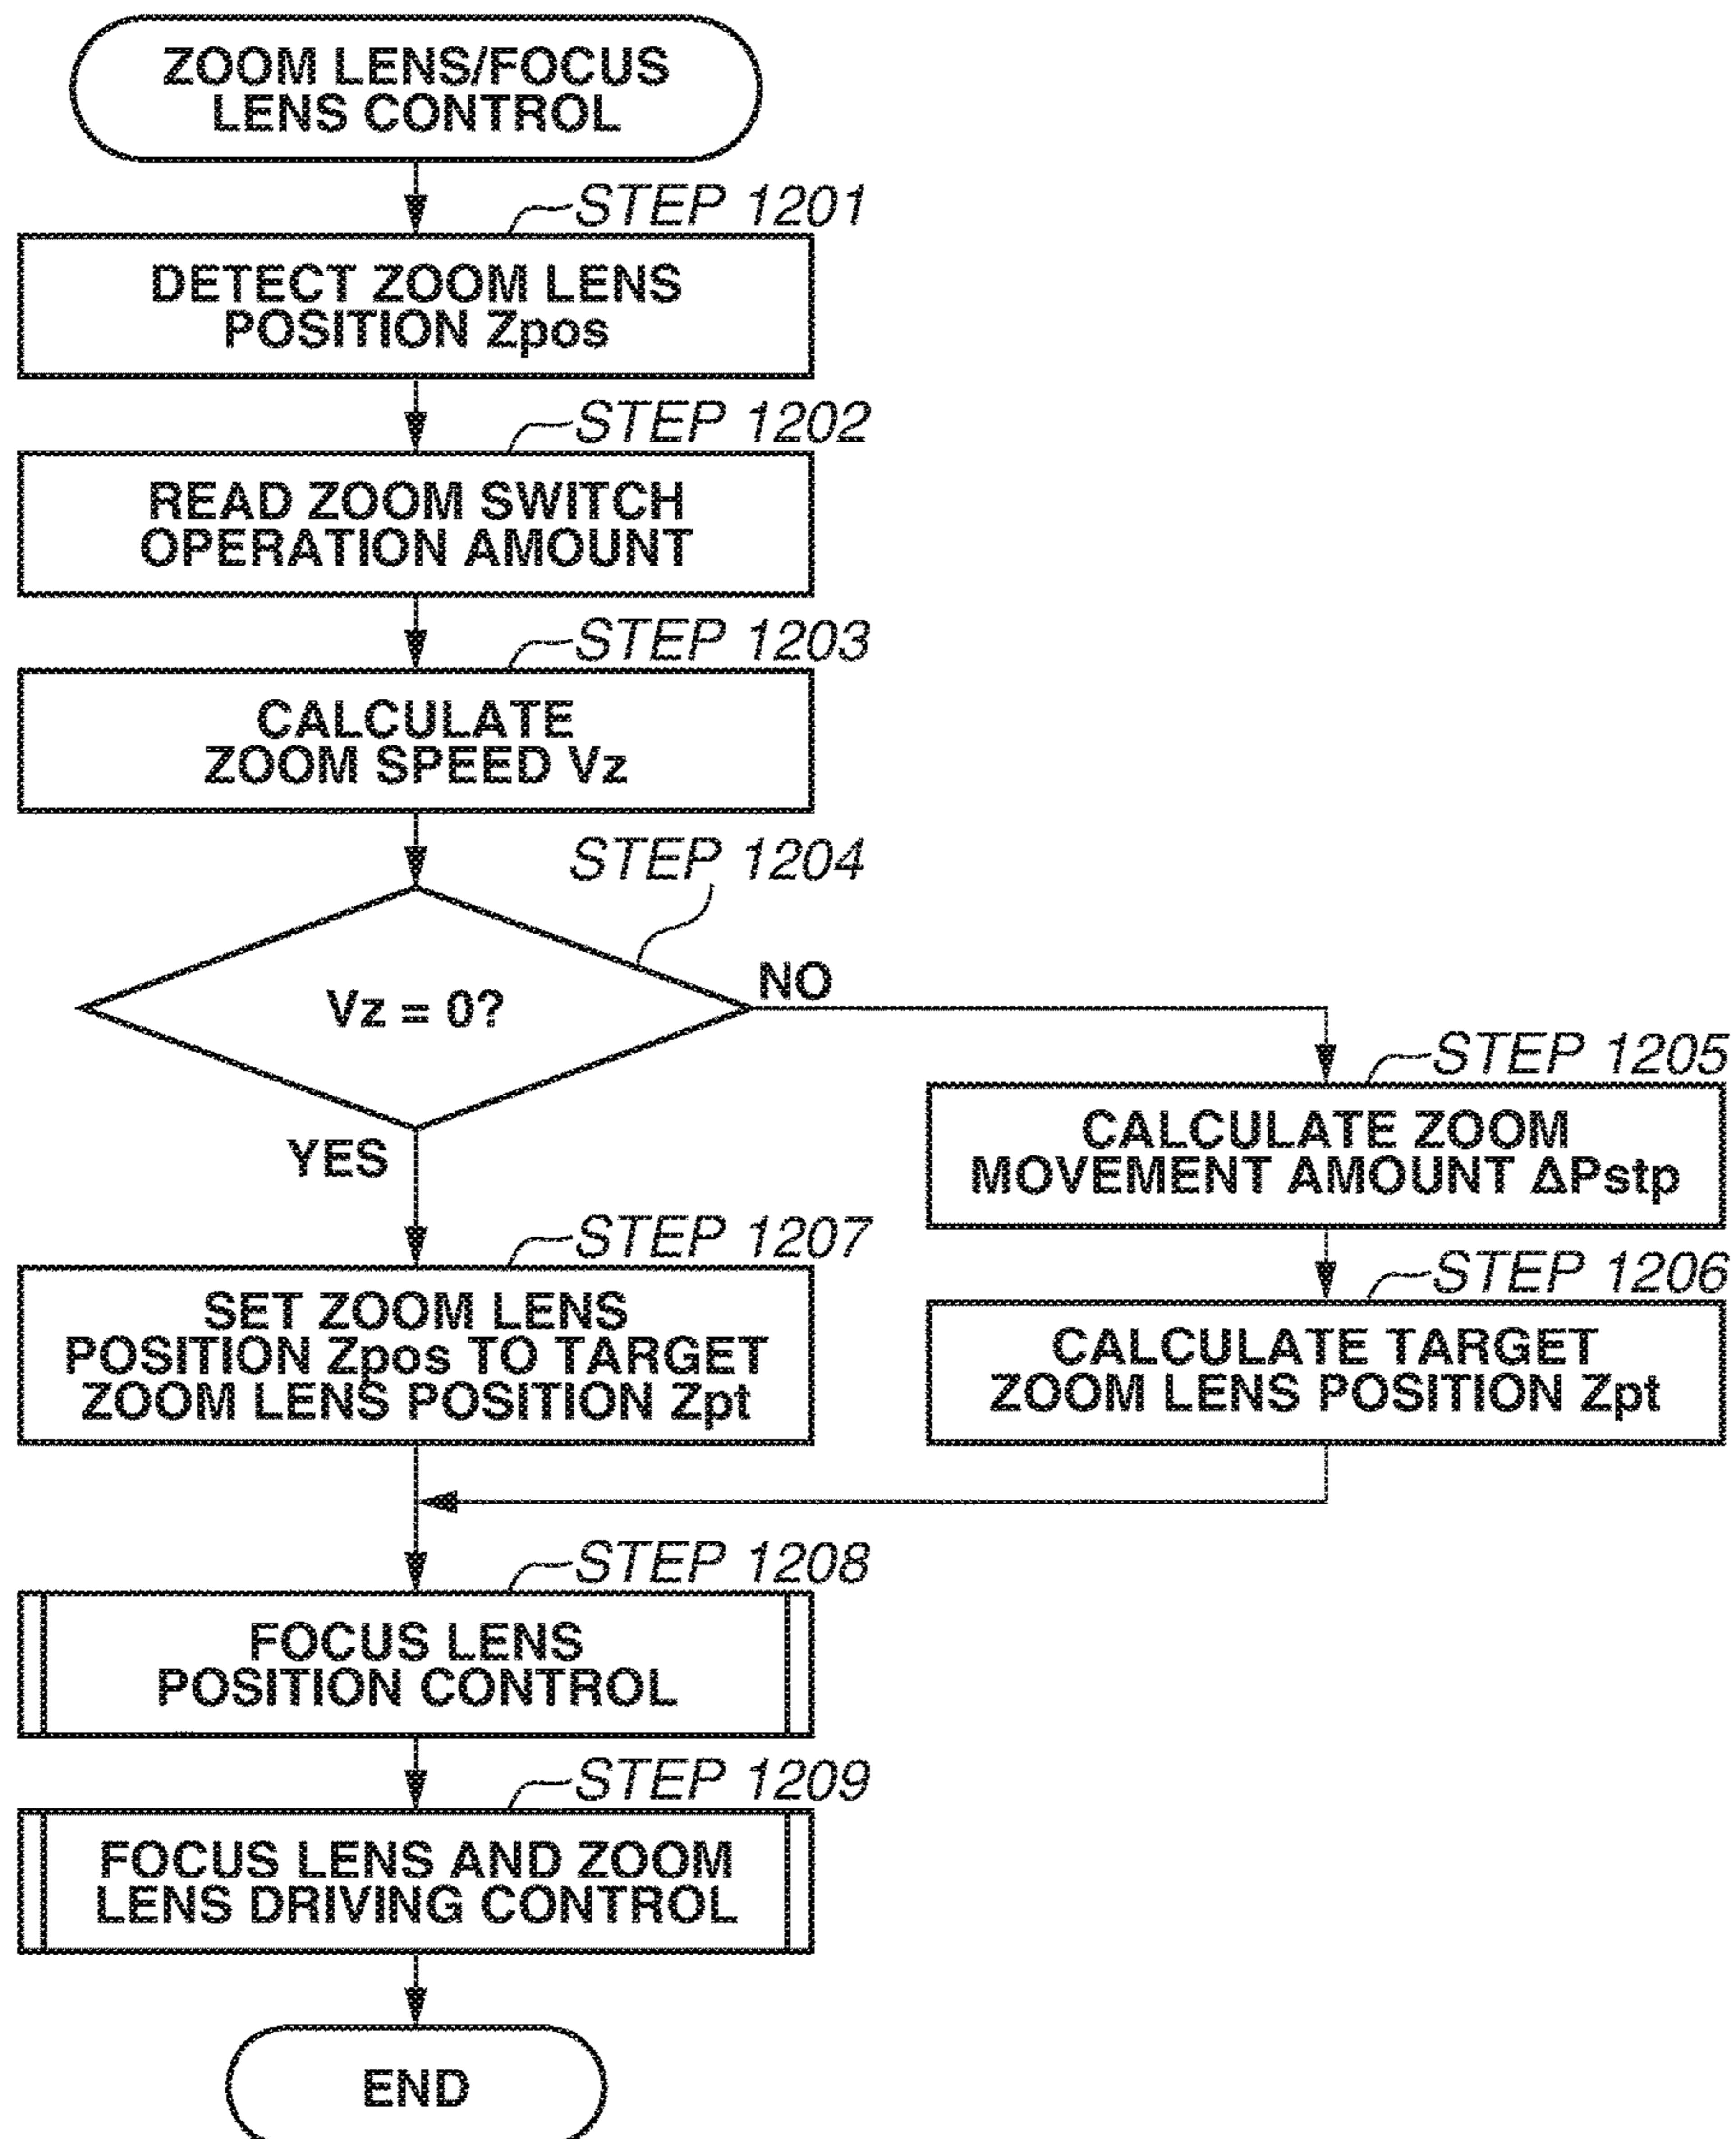 ZOOM LENS/FOCUS
LENS CONTROL
STEP 1201
DETECT ZOOM LENS
POSITION Zpos
STEP 1202
READ ZOOM SWITCH
OPERATION AMOUNT
STEP 1203
CALCULATE
ZOOM SPEED Vz
STEP 1204
Vz = 0?
NO
YES
STEP 1205
CALCULATE ZOOM
MOVEMENT AMOUNT ΔPstp
STEP 1206
CALCULATE TARGET
ZOOM LENS POSITION Zpt
STEP 1207
SET ZOOM LENS
POSITION Zpos TO TARGET
ZOOM LENS POSITION Zpt
STEP 1208
FOCUS LENS
POSITION CONTROL
STEP 1209
FOCUS LENS AND ZOOM
LENS DRIVING CONTROL
END